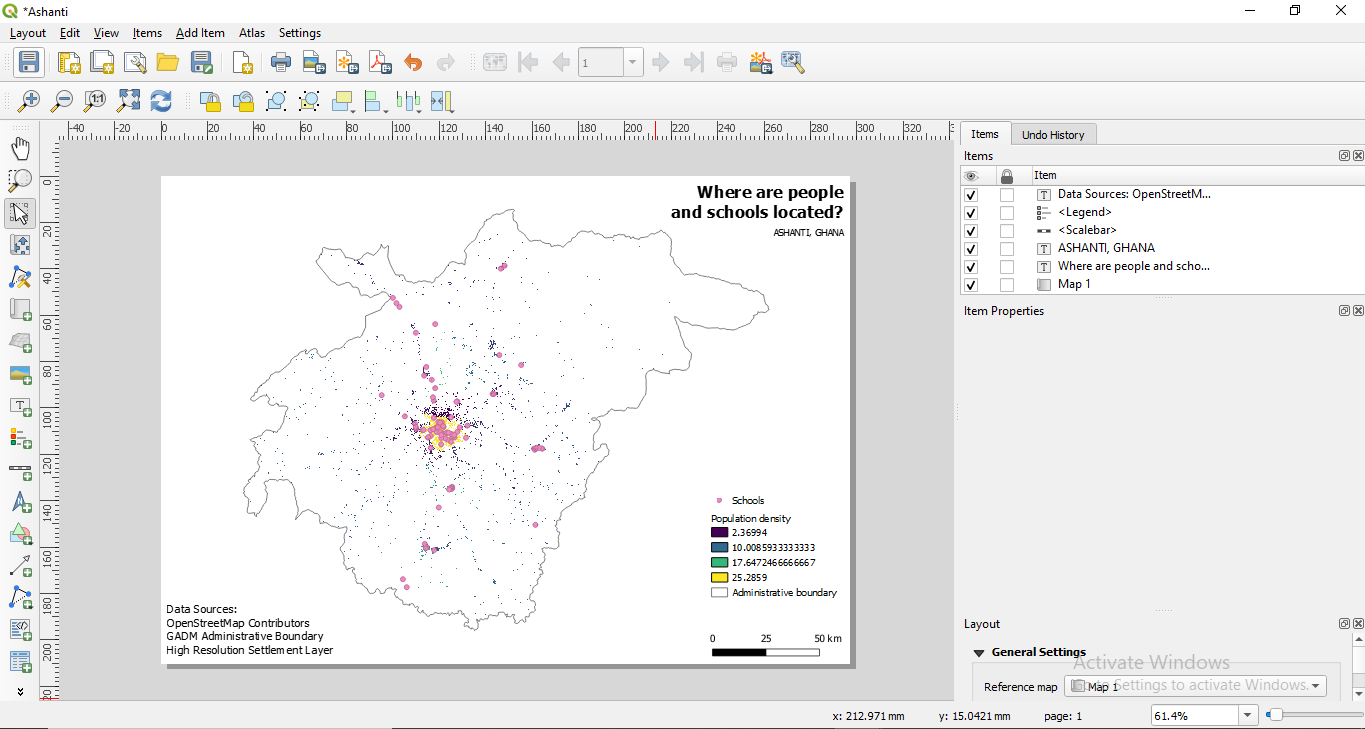 *Ashanti
Layout Edit View Items Add Item Atlas Settings
1
-40 -20 0 20 40 60 80 100 120 140 160 180 200 220 240 260 280 300 320
0
20
40
60
80
100
120
140
160
180
200
Where are people
and schools located?
ASHANTI, GHANA
Schools
Population density
2.36994
10.0085933333333
17.6472466666667
25.2859
Administrative boundary
0 25 50 km
Data Sources:
OpenStreetMap Contributors
GADM Administrative Boundary
High Resolution Settlement Layer
Items Undo History
Items
Item
Data Sources: OpenStreetM...
<Legend>
<Scalebar>
ASHANTI, GHANA
Where are people and scho...
Map 1
Item Properties
Layout
General Settings
Activate Windows
Reference map Map 1
to Settings to activate Windows.
x: 212.971 mm y: 15.0421 mm page: 1 61.4%